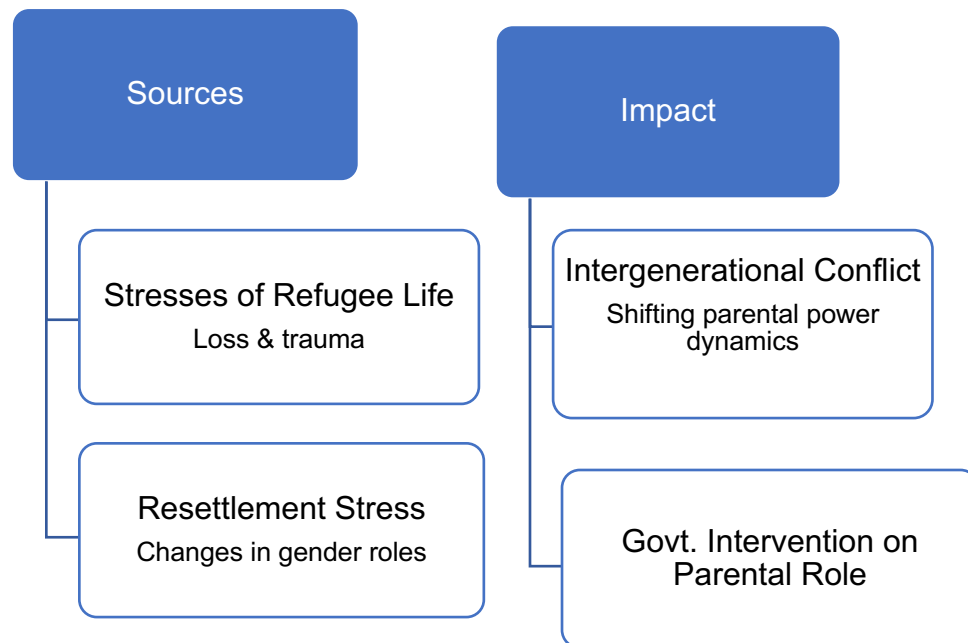 Sources
Stresses of Refugee Life
Loss & trauma
Resettlement Stress
Changes in gender roles
Impact
Intergenerational Conflict
Shifting parental power
dynamics
Govt. Intervention on
Parental Role